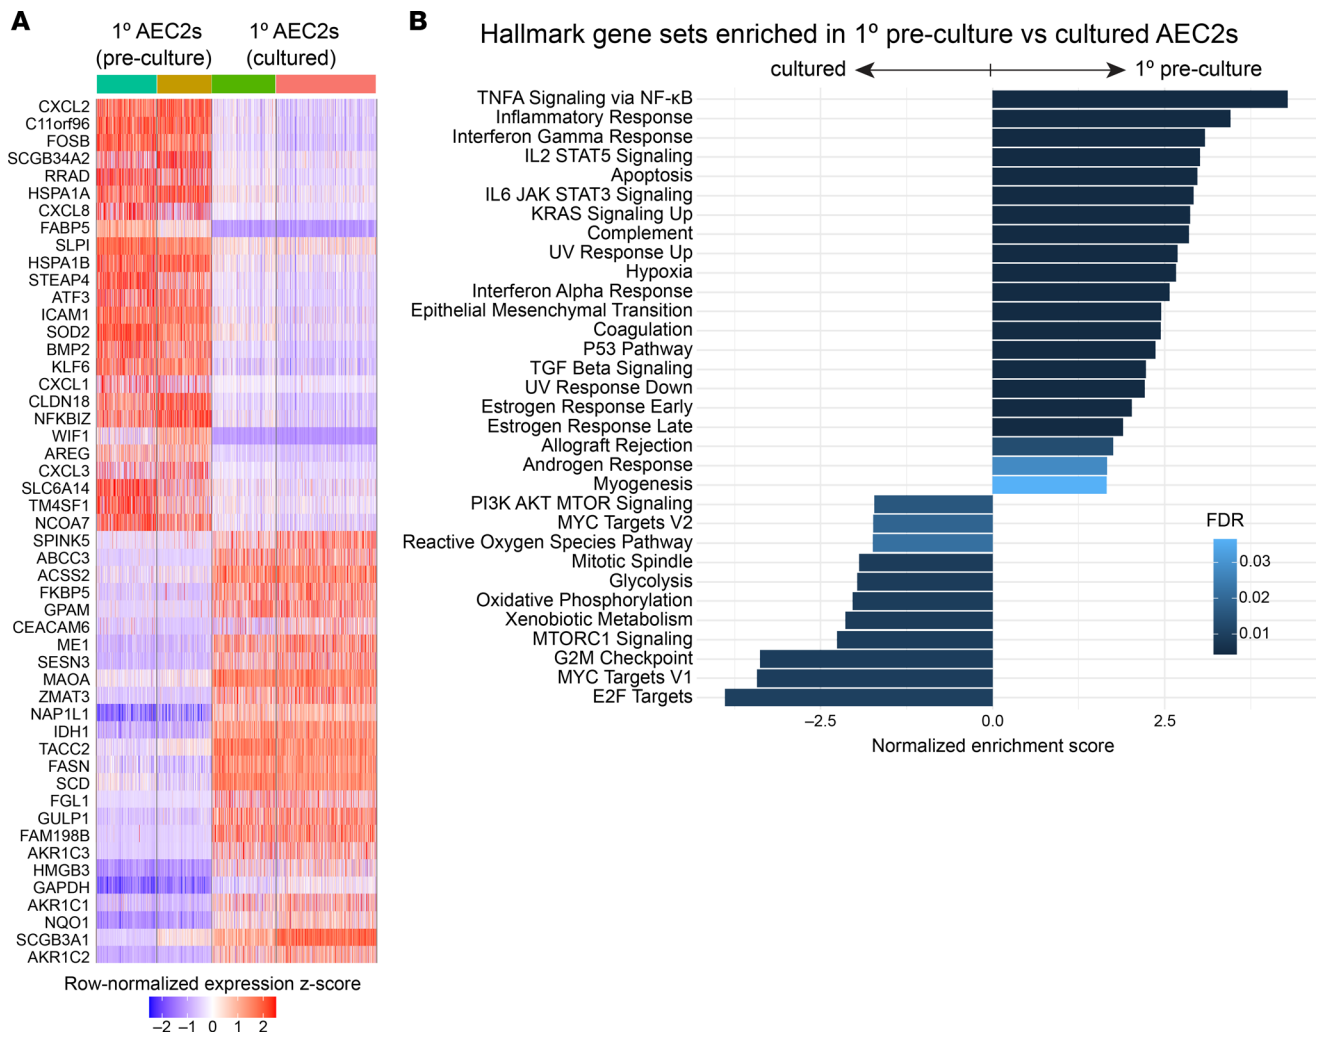 A
1º AEC2s
(pre-culture)
1º AEC2s
(cultured)
CXCL2
C11orf96
FOSB
SCGB34A2
RRAD
HSPA1A
CXCL8
FABP5
SLPI
HSPA1B
STEAP4
ATF3
ICAM1
SOD2
BMP2
KLF6
CXCL1
CLDN18
NFKBIZ
WIF1
AREG
CXCL3
SLC6A14
TM4SF1
NCOA7
SPINK5
ABCC3
ACSS2
FKBP5
GPAM
CEACAM6
ME1
SESN3
MAOA
ZMAT3
NAP1L1
IDH1
TACC2
FASN
SCD
FGL1
GULP1
FAM198B
AKR1C3
HMGB3
GAPDH
AKR1C1
NQO1
SCGB3A1
AKR1C2
Row-normalized expression z-score
–2 –1 0 1 2
B
Hallmark gene sets enriched in 1º pre-culture vs cultured AEC2s
cultured 1º pre-culture
TNFA Signaling via NF-κB
Inflammatory Response
Interferon Gamma Response
IL2 STAT5 Signaling
Apoptosis
IL6 JAK STAT3 Signaling
KRAS Signaling Up
Complement
UV Response Up
Hypoxia
Interferon Alpha Response
Epithelial Mesenchymal Transition
Coagulation
P53 Pathway
TGF Beta Signaling
UV Response Down
Estrogen Response Early
Estrogen Response Late
Allograft Rejection
Androgen Response
Myogenesis
PI3K AKT MTOR Signaling
MYC Targets V2
Reactive Oxygen Species Pathway
Mitotic Spindle
Glycolysis
Oxidative Phosphorylation
Xenobiotic Metabolism
MTORC1 Signaling
G2M Checkpoint
MYC Targets V1
E2F Targets
–2.5 0.0 2.5
Normalized enrichment score
FDR
0.03
0.02
0.01